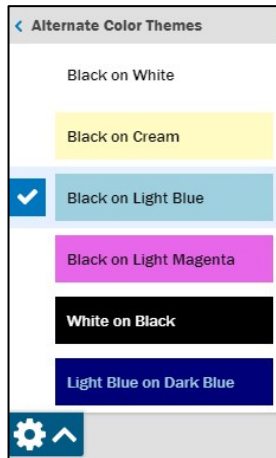 Alternate Color Themes
Black on White
Black on Cream
Black on Light Blue
Black on Light Magenta
White on Black
Light Blue on Dark Blue